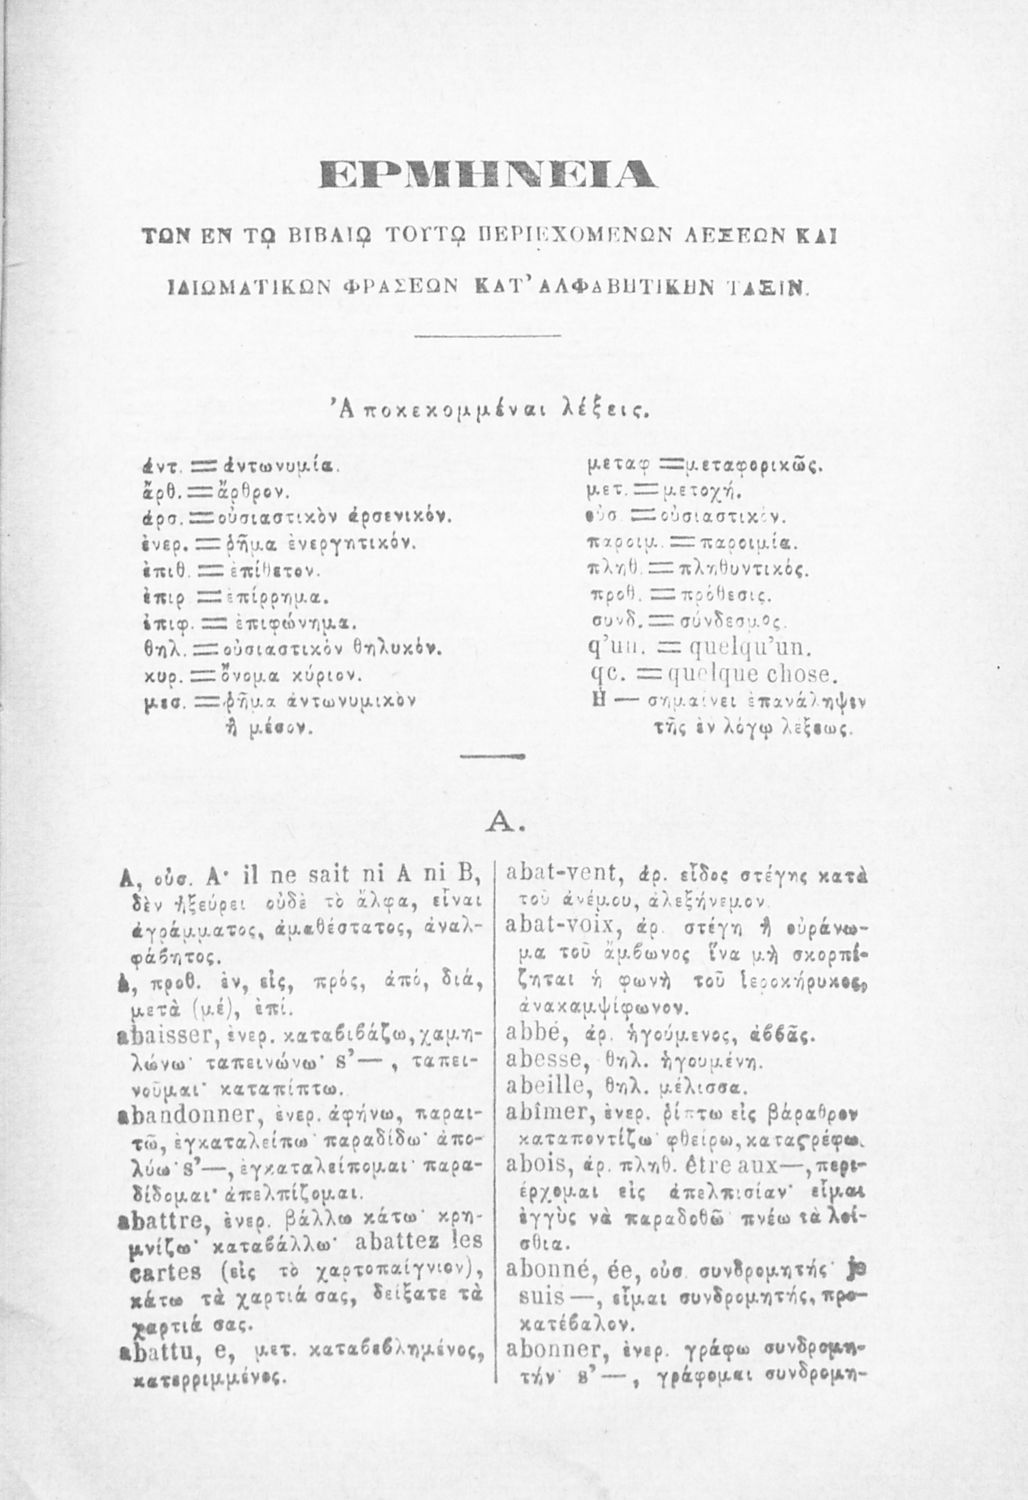 ΕΡΜΗΝΕΙΑ
ΤΩΝ ΕΝ Τῼ ΒΙΒΛΙῼ ΤΟΥΤῼ ΠΕΡΙΕΧΟΜΕΝΩΝ ΛΕΞΕΩΝ ΚΑΙ
ΙΔΙΩΜΑΤΙΚΩΝ ΦΡΑΣΕΩΝ ΚΑΤ’ ΑΛΦΑΒΗΤΙΚΗΝ ΤΑΞΙΝ.
Ἀποκεκομμέναι λέξεις.
ἀντ. = ἀντωνυμία.
ἄρθ. = ἄρθρον.
ἀρσ. = οὐσιαστικὸν ἀρσενικόν.
ἐνερ. = ῥῆμα ἐνεργητικόν.
ἐπιθ. = ἐπίθετον.
ἐπιρ = ἐπίρρημα.
ἐπιφ. = ἐπιφώνημα.
θηλ. = οὐσιαστικὸν θηλυκόν.
κυρ. = ὄνομα κύριον.
μεσ. = ῥῆμα ἀντωνυμικὸν
ἢ μέσον.
μεταφ = μεταφορικῶς.
μετ. = μετοχή.
οὐσ = οὐσιαστικόν.
παροιμ. = παροιμία.
πληθ. = πληθυντικός.
προθ. = πρόθεσις.
συνδ. = σύνδεσμος.
q’un. = quelqu’un.
qc. = quelque chose.
Η — σημαίνει ἐπανάληψιν
τῆς ἐν λόγῳ λέξεως.
A.
A, οὐσ. A· il ne sait ni A ni B,
δὲν ἠξεύρει οὐδὲ τὸ ἄλφα, εἶναι
ἀγράμματος, ἀμαθέστατος, ἀναλ-
φάβητος.
À, προθ. ἐν, εἰς, πρός, ἀπό, διά,
μετὰ (μέ), ἐπί.
abaisser, ἐνερ. καταβιβάζω, χαμη-
λώνω· ταπεινώνω· s’—, ταπει-
νοῦμαι· καταπίπτω.
abandonner, ἐνερ. ἀφήνω, παραι-
τῶ, ἐγκαταλείπω· παραδίδω· ἀπο-
λύω· s’—, ἐγκαταλείπομαι· παρα-
δίδομαι· ἀπελπίζομαι.
abattre, ἐνερ. βάλλω κάτω· κρη-
μνίζω· καταβάλλω· abattez les
cartes (εἰς τὸ χαρτοπαίγνιον),
κάτω τὰ χαρτιά σας, δείξατε τὰ
χαρτιά σας.
abattu, e, μετ. καταβεβλημένος,
κατερριμμένος.
abat-vent, ἀρ. εἶδος στέγης κατὰ
τοῦ ἀνέμου, ἀλεξήνεμον.
abat-voix, ἀρ. στέγη ἢ οὐράνω-
μα τοῦ ἄμβωνος ἵνα μὴ σκορπί-
ζηται ἡ φωνὴ τοῦ ἱεροκήρυκος,
ἀνακαμψίφωνον.
abbé, ἀρ. ἡγούμενος, ἀββᾶς.
abesse, θηλ. ἡγουμένη.
abeille, θηλ. μέλισσα.
abîmer, ἐνερ. ῥίπτω εἰς βάραθρον
καταποντίζω· φθείρω, καταϛρέφω.
abois, ἀρ. πληθ. être aux—, περι-
έρχομαι εἰς ἀπελπισίαν· εἶμαι
ἐγγὺς νὰ παραδοθῶ· πνέω τὰ λοί-
σθια.
abonné, ée, οὐσ. συνδρομητής· je
suis —, εἶμαι συνδρομητής, προ-
κατέβαλον.
abonner, ἐνερ. γράφω συνδρομη-
τήν· s’—, γράφομαι συνδρομη-